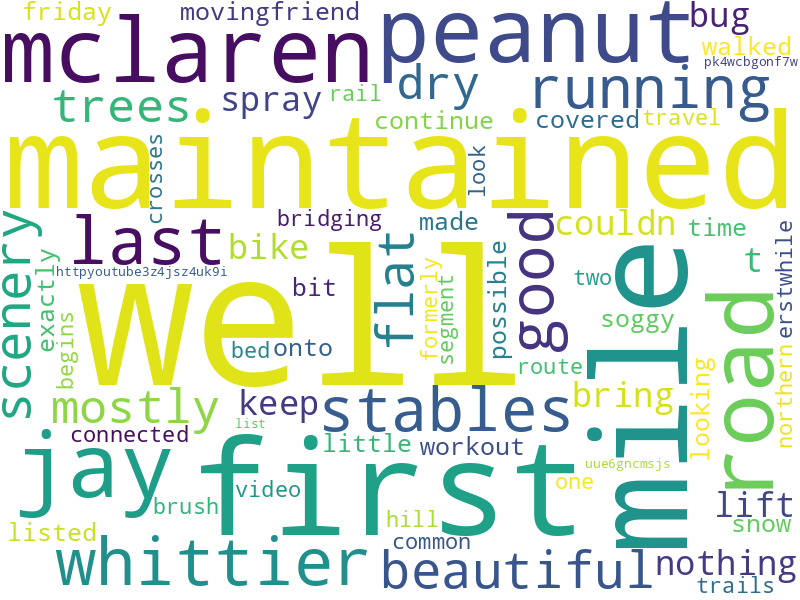 friday
movingfriend
peanut
bug
mclaren
walked
pk4wcbgonf7w
trees
spray
rail
dry
running
continue
covered
travel
maintained
crosses
look
scenery
last
bridging
made
good
couldn
time
bike
flat
t
exactly
httpyoutube3z4jsz4uk9i
well
bit
formerly
segment
possible
two
mile
road
erstwhile
begins
bed
onto
soggy
route
mostly
keep
stables
bring
looking
northern
connected
list
jay
first
little
workout
uue6gncmsjs
brush
video
one
lift
listed
hill
snow
whittier
common
beautiful
nothing
trails